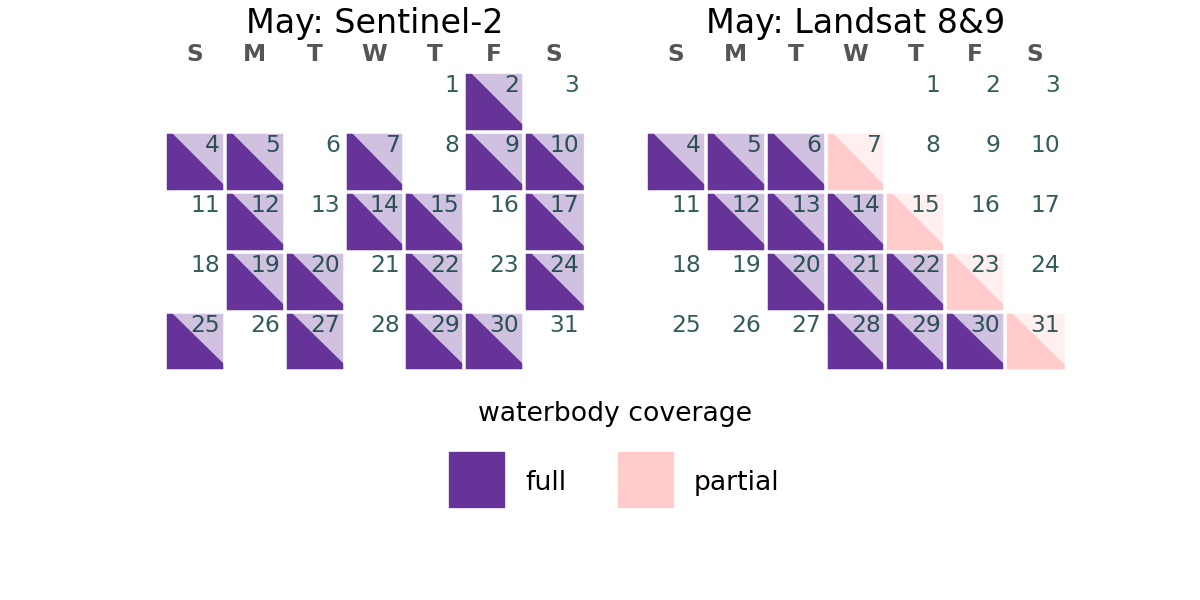 May: Sentinel-2
S M T W T F S
1 2 3
4 5 6 7 8 9 10
11 12 13 14 15 16 17
18 19 20 21 22 23 24
25 26 27 28 29 30 31
May: Landsat 8&9
S M T W T F S
1 2 3
4 5 6 7 8 9 10
11 12 13 14 15 16 17
18 19 20 21 22 23 24
25 26 27 28 29 30 31
waterbody coverage
full partial